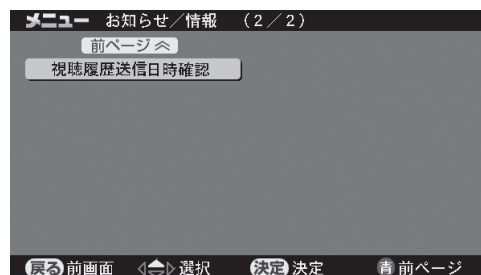 メニュー お知らせ／情報 （2／2）
前ページ
視聴履歴送信日時確認
戻る 前画面 選択 決定 決定 青 前ページ